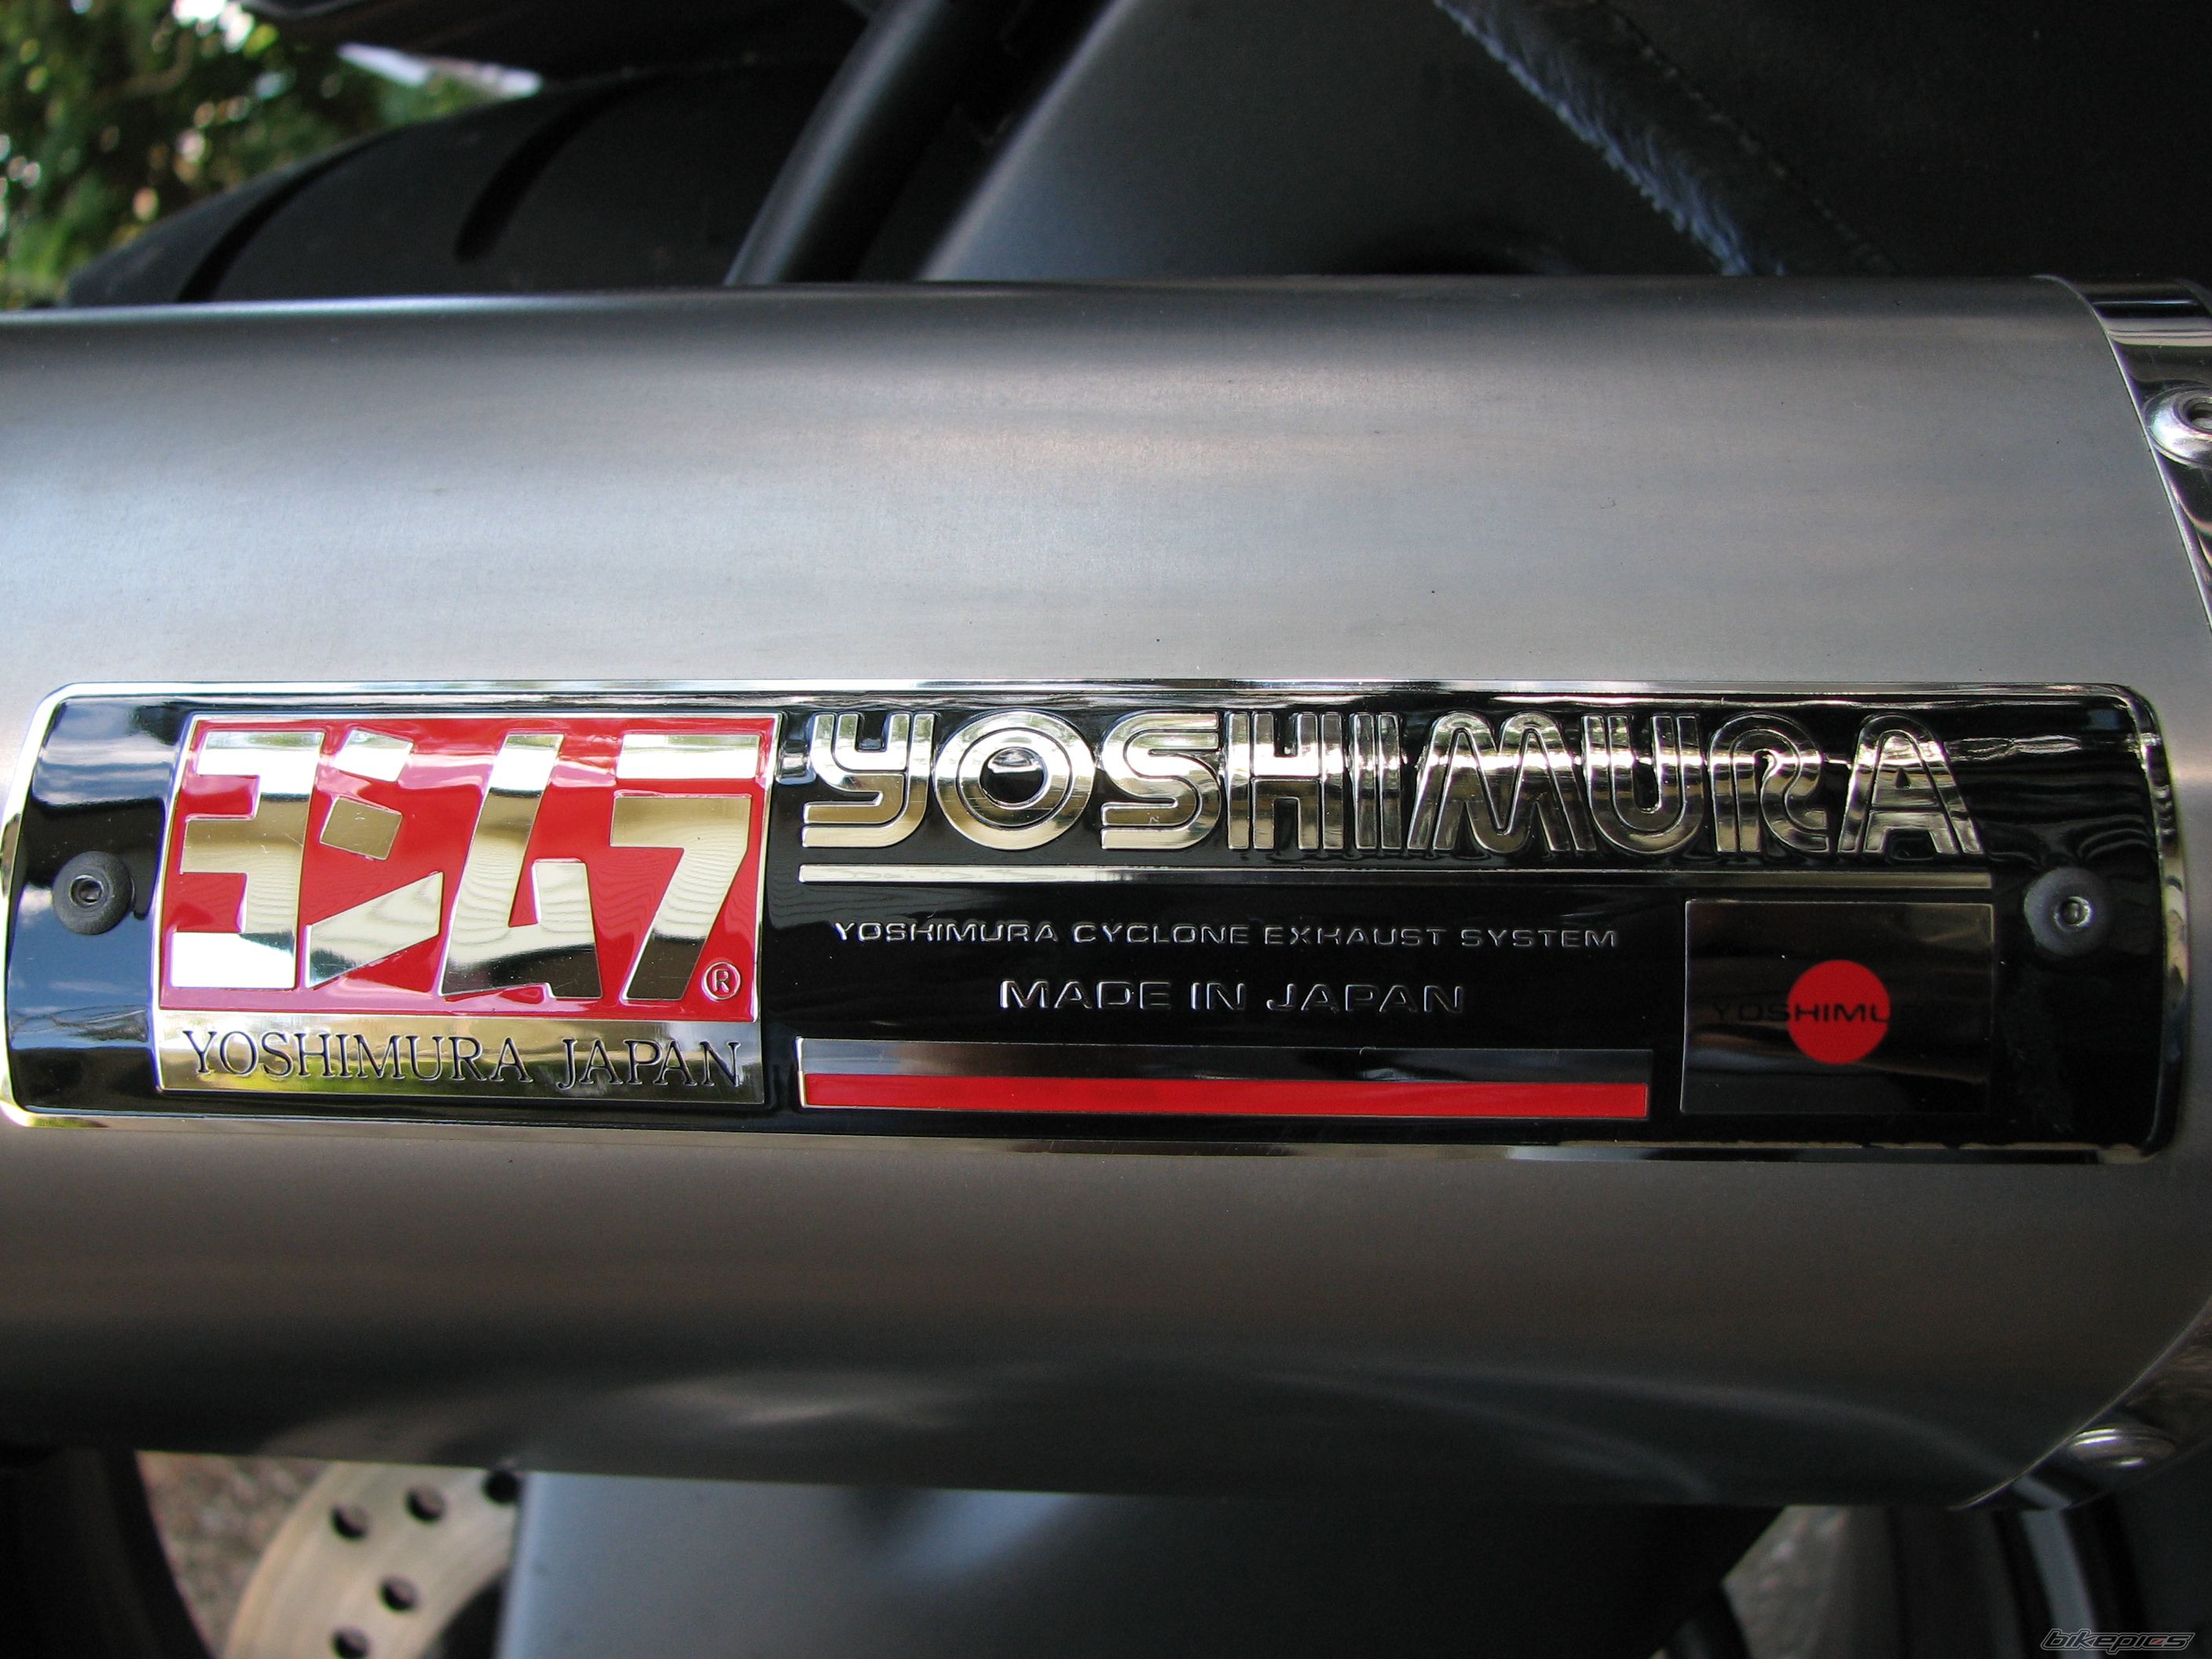 ヨシムラ®
YOSHIMURA JAPAN
YOSHIMURA
YOSHIMURA CYCLONE EXHAUST SYSTEM
MADE IN JAPAN
YOSHIMU
bikepics